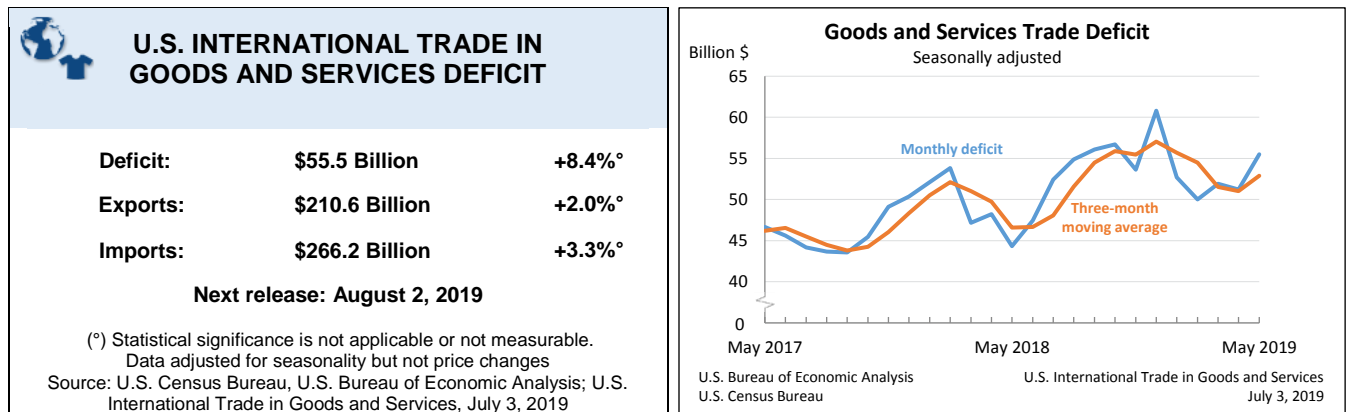 U.S. INTERNATIONAL TRADE IN
GOODS AND SERVICES DEFICIT
Deficit: $55.5 Billion +8.4%°
Exports: $210.6 Billion +2.0%°
Imports: $266.2 Billion +3.3%°
Next release: August 2, 2019
(°) Statistical significance is not applicable or not measurable.
Data adjusted for seasonality but not price changes
Source: U.S. Census Bureau, U.S. Bureau of Economic Analysis; U.S.
International Trade in Goods and Services, July 3, 2019
Goods and Services Trade Deficit
Seasonally adjusted
Billion $
65
60
55
50
45
40
0
Monthly deficit
Three-month
moving average
May 2017 May 2018 May 2019
U.S. Bureau of Economic Analysis U.S. International Trade in Goods and Services
U.S. Census Bureau July 3, 2019